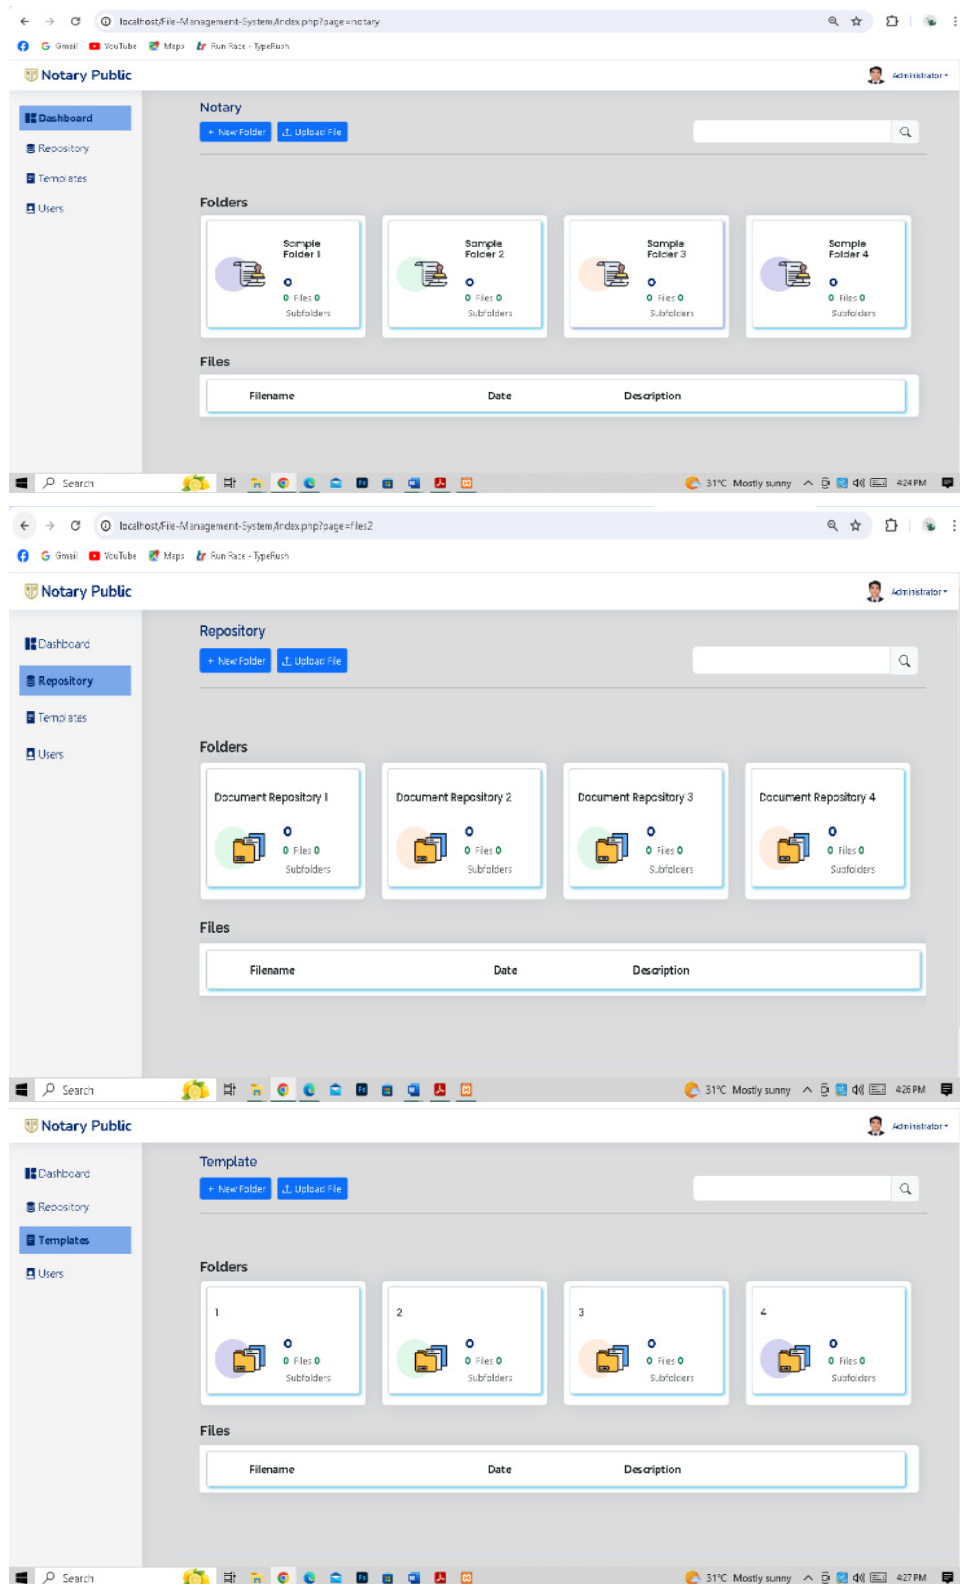 localhost/File-Management-System/index.php?page=notary
Gmail YouTube Maps Run Race - TypeRush
Notary Public Administrator
Dashboard
Repository
Templates
Users
Notary
+ New Folder Upload File
Folders
Sample Folder 1
0
0 Files 0
Subfolders
Sample Folder 2
0
0 Files 0
Subfolders
Sample Folder 3
0
0 Files 0
Subfolders
Sample Folder 4
0
0 Files 0
Subfolders
Files
Filename Date Description
Search 31°C Mostly sunny 4:24 PM
localhost/File-Management-System/index.php?page=files2
Gmail YouTube Maps Run Race - TypeRush
Notary Public Administrator
Dashboard
Repository
Templates
Users
Repository
+ New Folder Upload File
Folders
Document Repository 1
0
0 Files 0
Subfolders
Document Repository 2
0
0 Files 0
Subfolders
Document Repository 3
0
0 Files 0
Subfolders
Document Repository 4
0
0 Files 0
Subfolders
Files
Filename Date Description
Search 31°C Mostly sunny 4:26 PM
Notary Public Administrator
Dashboard
Repository
Templates
Users
Template
+ New Folder Upload File
Folders
1
0
0 Files 0
Subfolders
2
0
0 Files 0
Subfolders
3
0
0 Files 0
Subfolders
4
0
0 Files 0
Subfolders
Files
Filename Date Description
Search 31°C Mostly sunny 4:27 PM